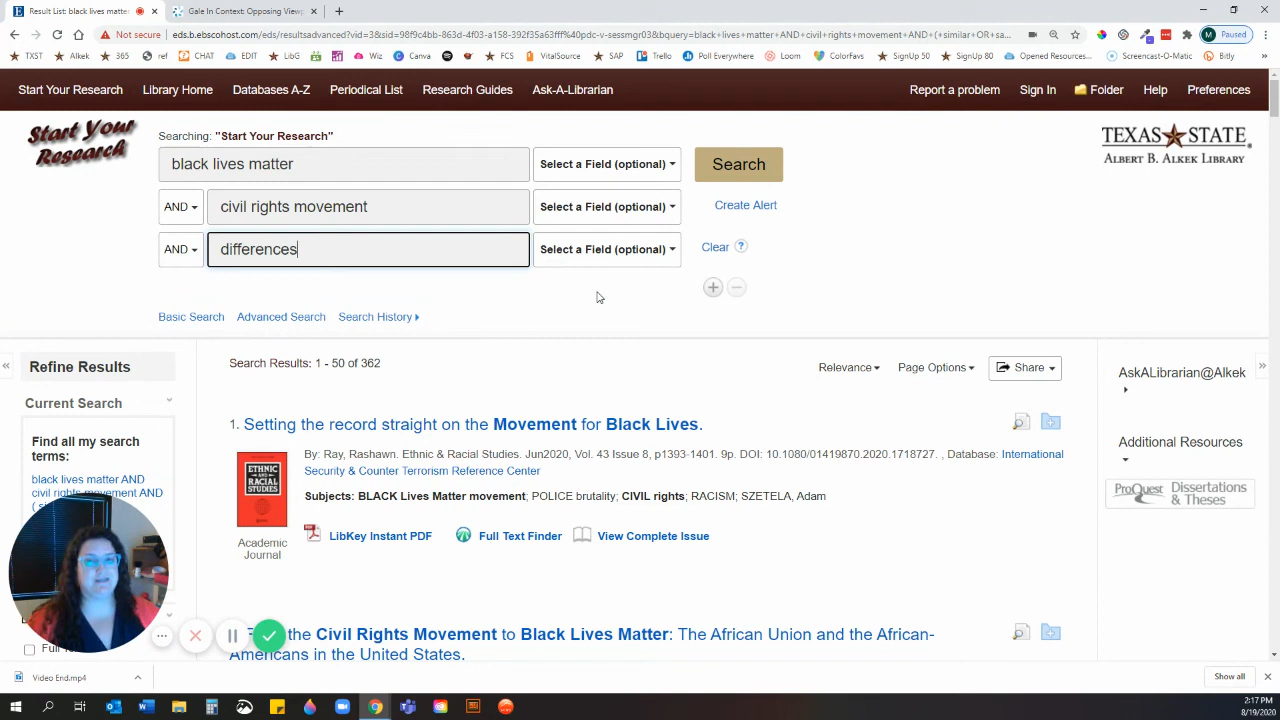 Result List: black lives matter
Gale In Context: Opposing Viewp
Not secure
eds.b.ebscohost.com/eds/resultsadvanced?vid=3&sid=98f9c4bb-863d-4f03-a158-592f35a63fff%40pdc-v-sessmgr03&bquery=black+lives+matter+AND+civil+rights+movement+AND+(+similar+OR+sa...
M Paused
TXST Alkek 365 ref CHAT EDIT LibG Wiz Canva FCS VitalSource SAP Trello Poll Everywhere Loom ColorFavs SignUp 50 SignUp 80 Opened Resources... Screencast-O-Matic Bitly
Start Your Research Library Home Databases A-Z Periodical List Research Guides Ask-A-Librarian Report a problem Sign In Folder Help Preferences
Start Your
Research
Searching: "Start Your Research"
TEXAS STATE
ALBERT B. ALKEK LIBRARY
black lives matter Select a Field (optional) Search
AND civil rights movement Select a Field (optional) Create Alert
AND differences Select a Field (optional) Clear ?
Basic Search Advanced Search Search History
Refine Results
Current Search
Find all my search
terms:
black lives matter AND
civil rights movement AND
Search Results: 1 - 50 of 362 Relevance Page Options Share
1. Setting the record straight on the Movement for Black Lives.
ETHNIC
AND
RACIAL
STUDIES
Academic
Journal
By: Ray, Rashawn. Ethnic & Racial Studies. Jun2020, Vol. 43 Issue 8, p1393-1401. 9p. DOI: 10.1080/01419870.2020.1718727. , Database: International
Security & Counter Terrorism Reference Center
Subjects: BLACK Lives Matter movement; POLICE brutality; CIVIL rights; RACISM; SZETELA, Adam
LibKey Instant PDF Full Text Finder View Complete Issue
the Civil Rights Movement to Black Lives Matter: The African Union and the African-
Americans in the United States.
AskALibrarian@Alkek
Additional Resources
ProQuest Dissertations
& Theses
Video End.mp4
Show all
2:17 PM
8/19/2020